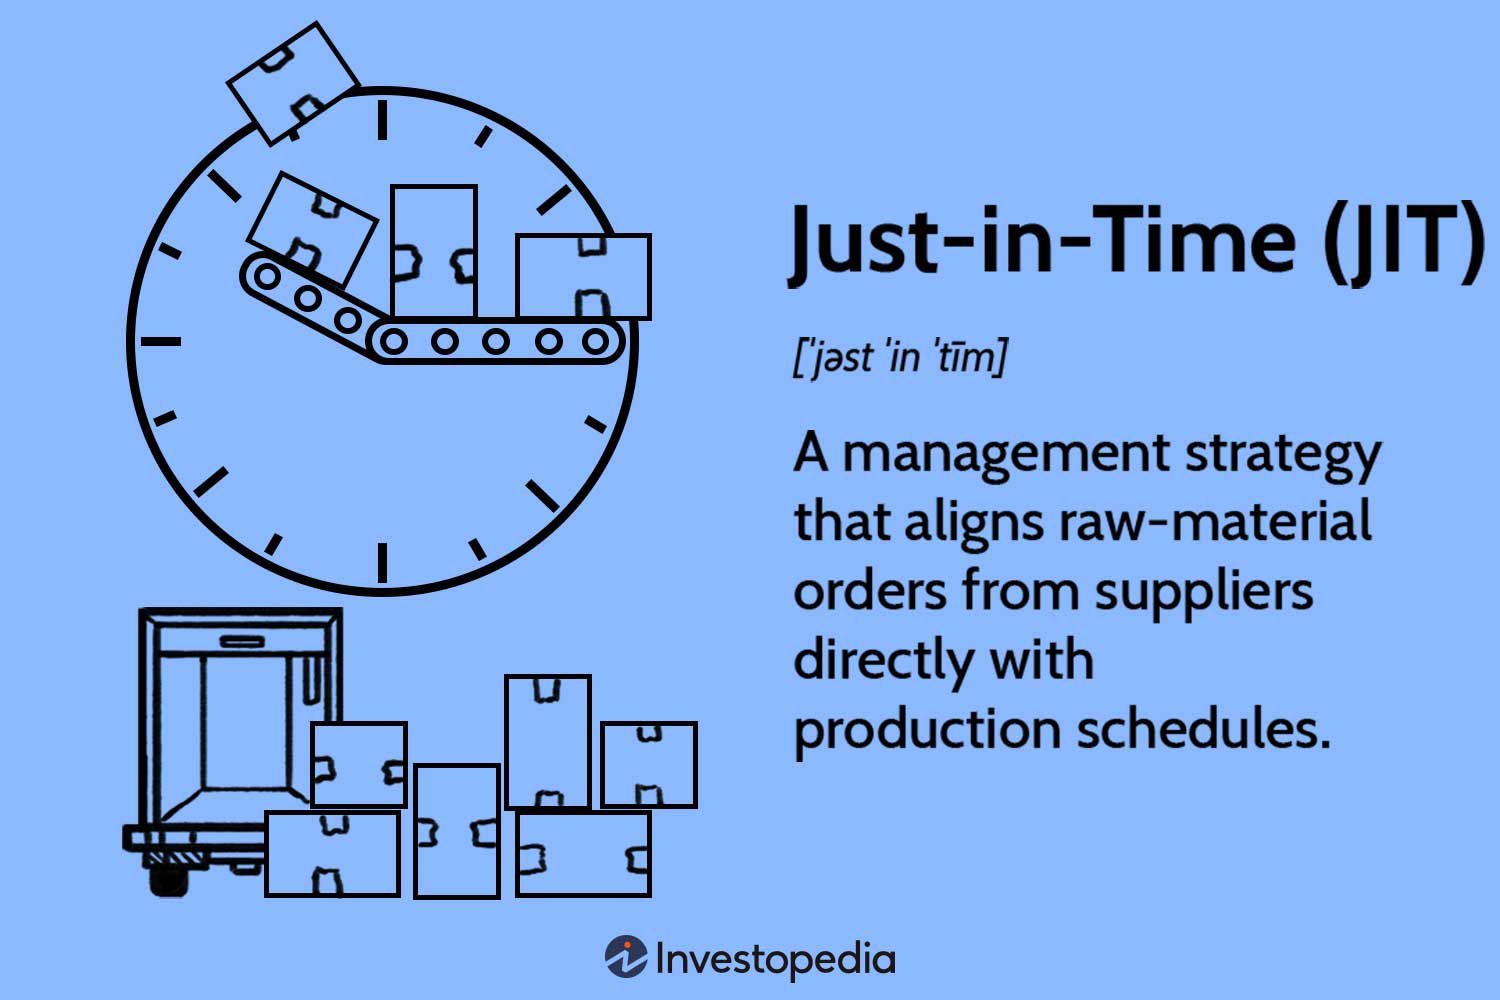 Just-in-Time (JIT)
[ˈjəst ˈin ˈtīm]
A management strategy
that aligns raw-material
orders from suppliers
directly with
production schedules.
Investopedia